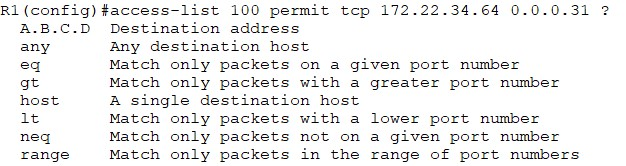 R1(config)#access-list 100 permit tcp 172.22.34.64 0.0.0.31 ?
A.B.C.D Destination address
any Any destination host
eq Match only packets on a given port number
gt Match only packets with a greater port number
host A single destination host
lt Match only packets with a lower port number
neq Match only packets not on a given port number
range Match only packets in the range of port numbers